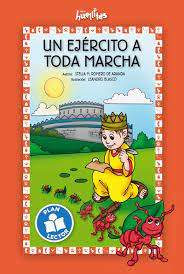 huellitas
UN EJÉRCITO A
TODA MARCHA
STELLA M. ROMERO DE ARANDA
LEANDRO BLASCO
PLAN
LECTOR